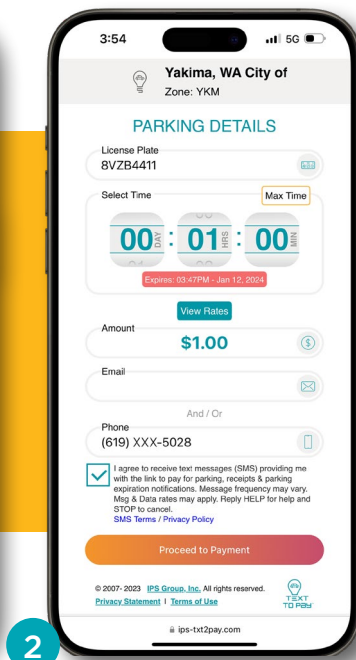 3:54
5G
Yakima, WA City of
Zone: YKM
PARKING DETAILS
License Plate
8VZB4411
Select Time
Max Time
00 DAY : 01 HRS : 00 MIN
Expires: 03:47PM - Jan 12, 2024
View Rates
Amount
$1.00
Email
And / Or
Phone
(619) XXX-5028
I agree to receive text messages (SMS) providing me
with the link to pay for parking, receipts & parking
expiration notifications. Message frequency may vary.
Msg & Data rates may apply. Reply HELP for help and
STOP to cancel.
SMS Terms / Privacy Policy
Proceed to Payment
© 2007- 2023 IPS Group, Inc. All rights reserved.
Privacy Statement | Terms of Use
TEXT
TO PAY
ips-txt2pay.com
2